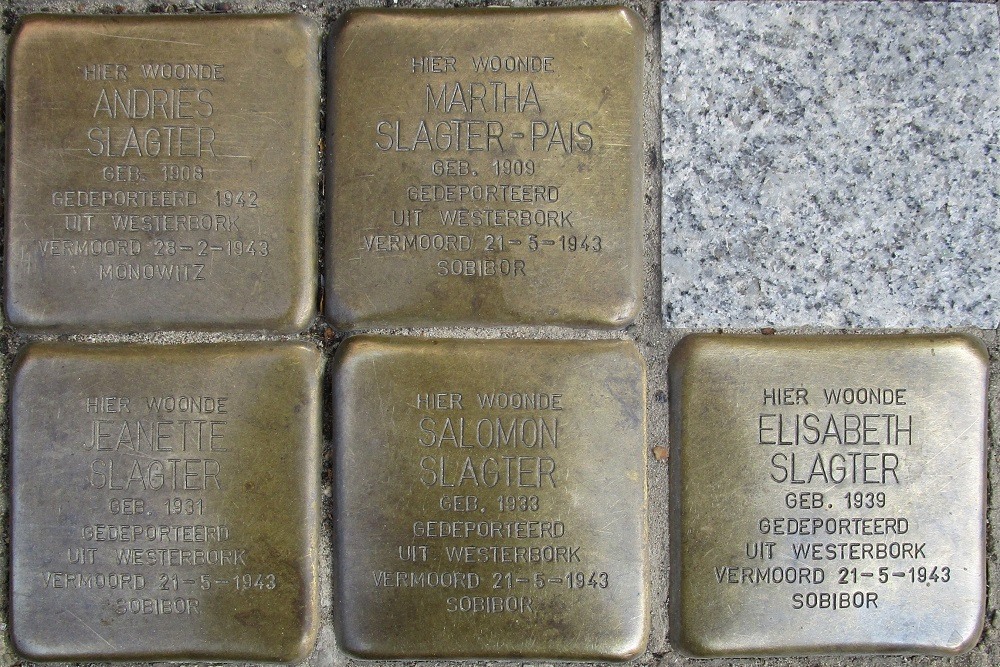 HIER WOONDE
ANDRIES
SLAGTER
GEB. 1908
GEDEPORTEERD 1942
UIT WESTERBORK
VERMOORD 28-2-1943
MONOWITZ
HIER WOONDE
MARTHA
SLAGTER-PAIS
GEB. 1909
GEDEPORTEERD
UIT WESTERBORK
VERMOORD 21-5-1943
SOBIBOR
HIER WOONDE
JEANETTE
SLAGTER
GEB. 1931
GEDEPORTEERD
UIT WESTERBORK
VERMOORD 21-5-1943
SOBIBOR
HIER WOONDE
SALOMON
SLAGTER
GEB. 1933
GEDEPORTEERD
UIT WESTERBORK
VERMOORD 21-5-1943
SOBIBOR
HIER WOONDE
ELISABETH
SLAGTER
GEB. 1939
GEDEPORTEERD
UIT WESTERBORK
VERMOORD 21-5-1943
SOBIBOR